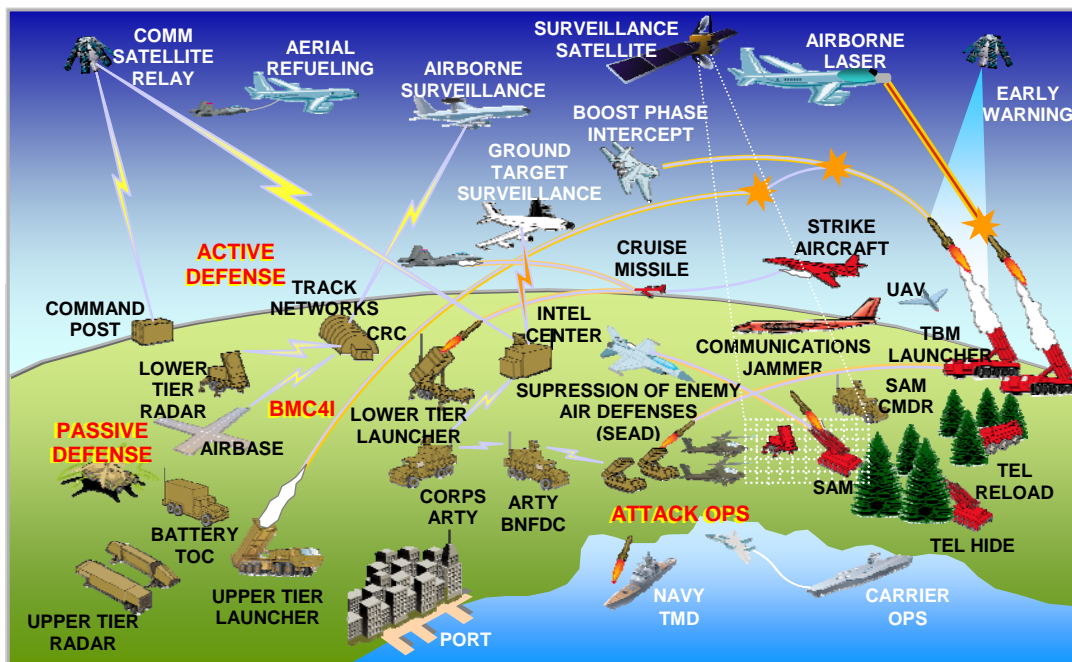 COMM
SATELLITE
RELAY
AERIAL
REFUELING
AIRBORNE
SURVEILLANCE
SURVEILLANCE
SATELLITE
AIRBORNE
LASER
EARLY
WARNING
BOOST PHASE
INTERCEPT
GROUND
TARGET
SURVEILLANCE
ACTIVE
DEFENSE
CRUISE
MISSILE
STRIKE
AIRCRAFT
UAV
COMMAND
POST
TRACK
NETWORKS
CRC
INTEL
CENTER
COMMUNICATIONS
JAMMER
TBM
LAUNCHER
LOWER
TIER
RADAR
BMC4I
LOWER TIER
LAUNCHER
SUPRESSION OF ENEMY
AIR DEFENSES
(SEAD)
SAM
CMDR
PASSIVE
DEFENSE
AIRBASE
CORPS
ARTY
ARTY
BNFDC
SAM
TEL
RELOAD
BATTERY
TOC
ATTACK OPS
TEL HIDE
UPPER TIER
RADAR
UPPER TIER
LAUNCHER
PORT
NAVY
TMD
CARRIER
OPS